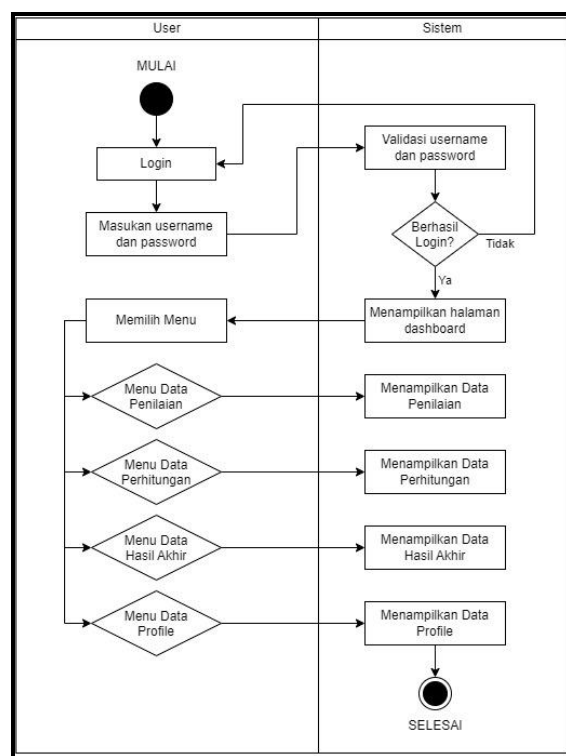 User
Sistem
MULAI
Login
Validasi username
dan password
Masukan username
dan password
Berhasil
Login?
Tidak
Ya
Memilih Menu
Menampilkan halaman
dashboard
Menu Data
Penilaian
Menampilkan Data
Penilaian
Menu Data
Perhitungan
Menampilkan Data
Perhitungan
Menu Data
Hasil Akhir
Menampilkan Data
Hasil Akhir
Menu Data
Profile
Menampilkan Data
Profile
SELESAI